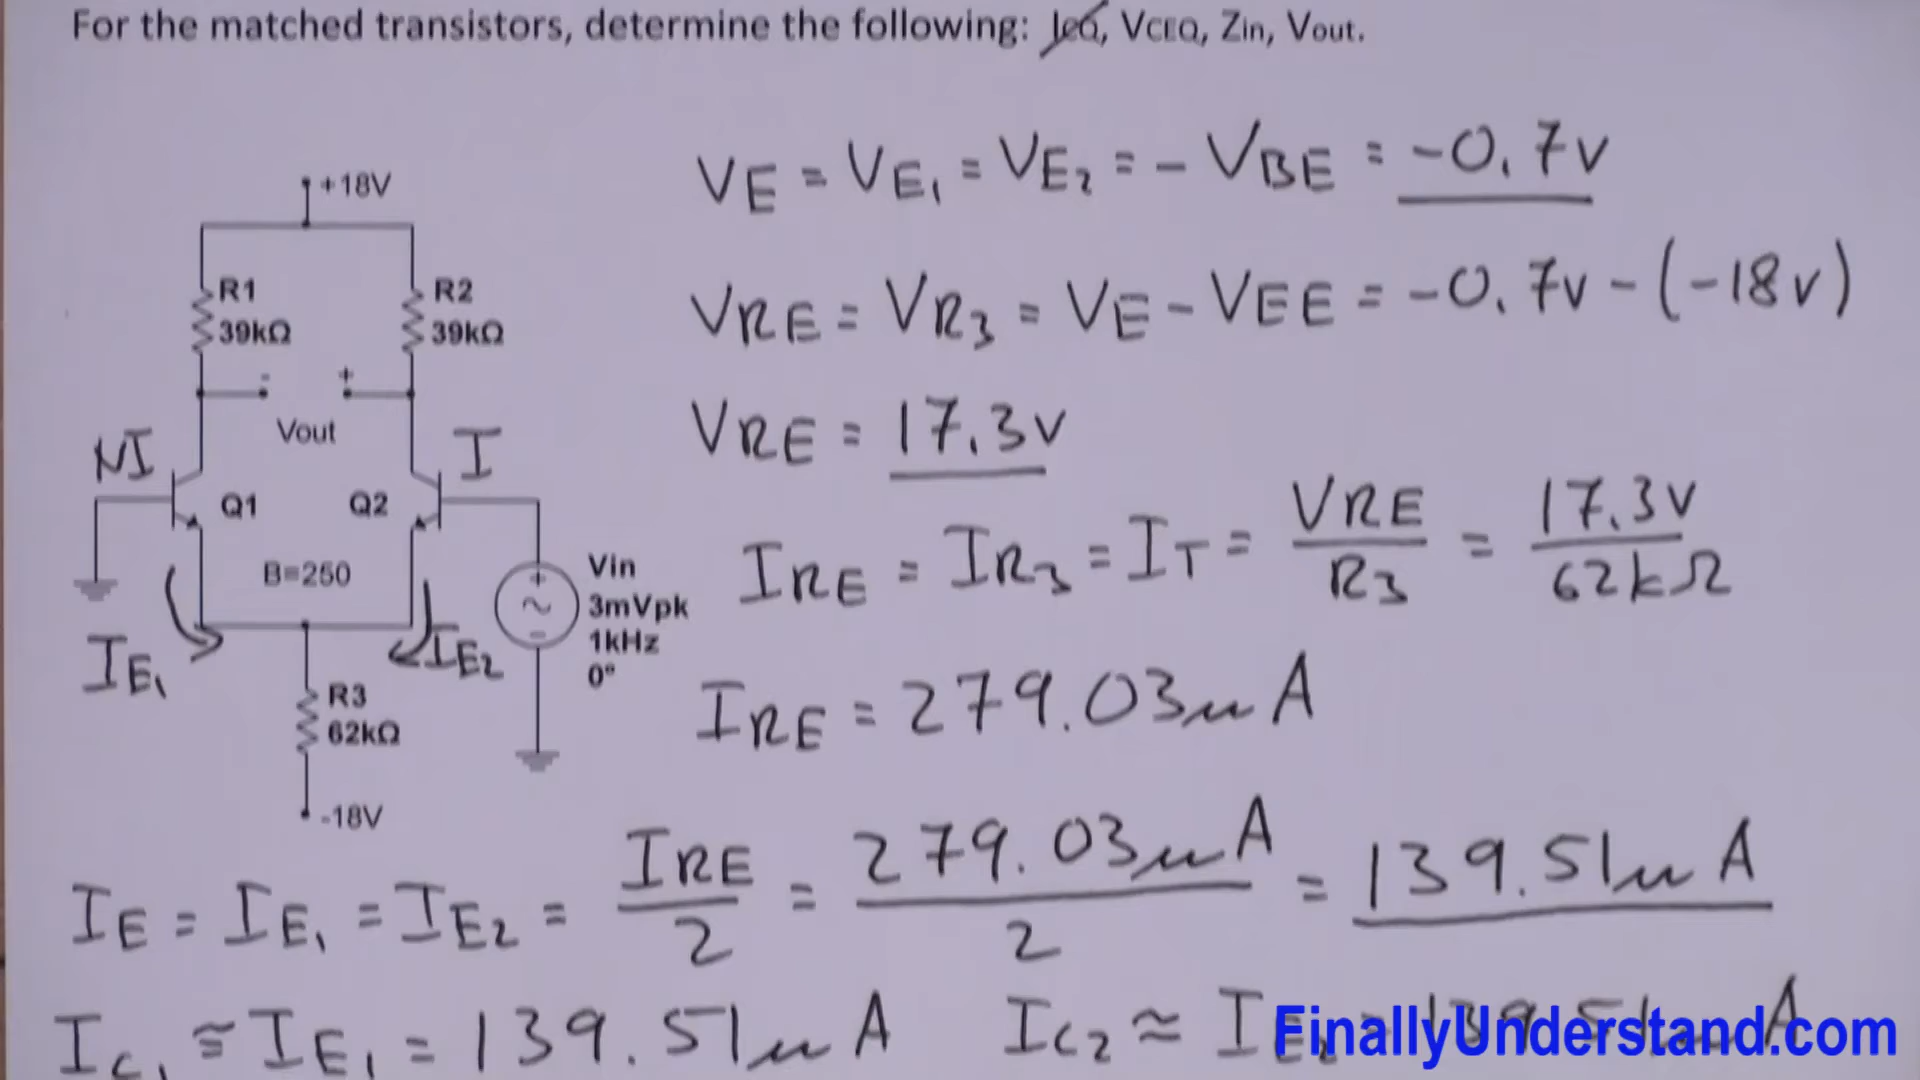 For the matched transistors, determine the following: ICQ, VCEQ, Zin, Vout.
VE = VE1 = VE2 = - VBE = -0.7v
+18V
R1
39kΩ
R2
39kΩ
VRE = VR3 = VE - VEE = -0.7v - (-18v)
- +
Vout
VRE = 17.3v
NI
I
Q1
Q2
B=250
IRE = IR3 = IT = VRE / R3 = 17.3v / 62kΩ
Vin
3mVpk
1kHz
0°
+
~
-
IE1
IE2
R3
62kΩ
IRE = 279.03uA
-18V
IE = IE1 = IE2 = IRE / 2 = 279.03uA / 2 = 139.51uA
IC1 ≈ IE1 = 139.51uA IC2 ≈ IE2 = 139.51uA
FinallyUnderstand.com